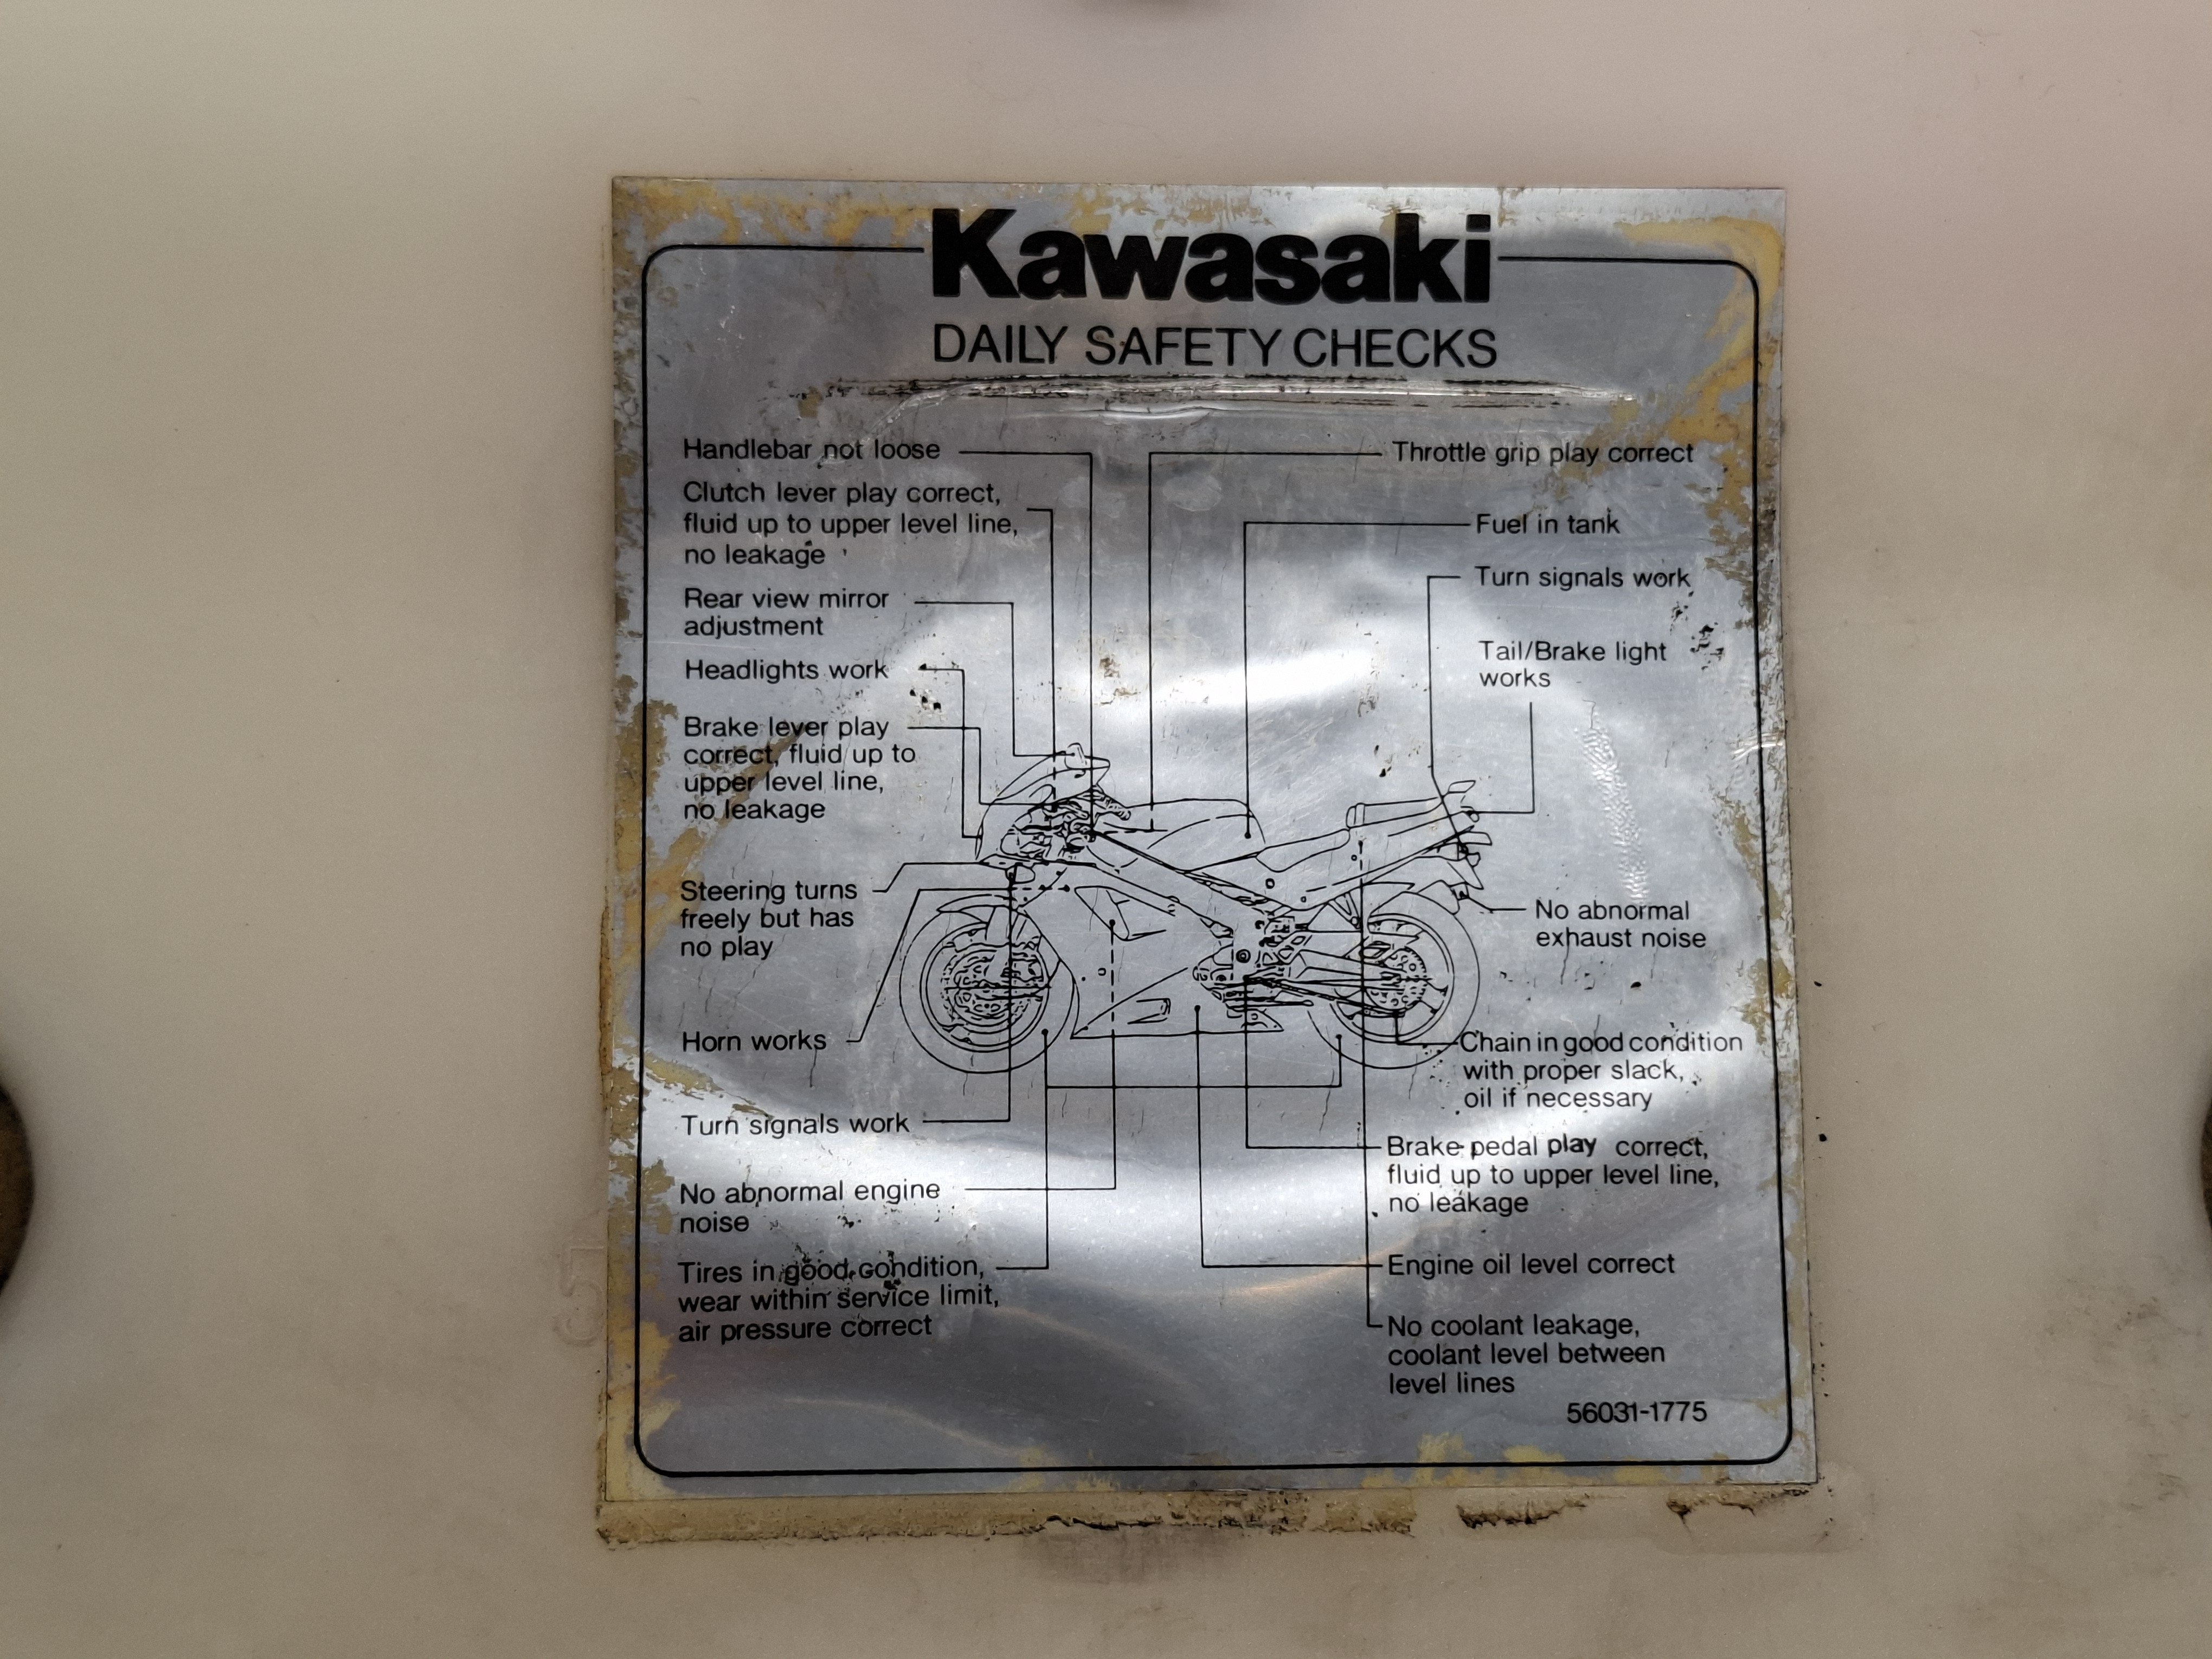 Kawasaki
DAILY SAFETY CHECKS
Handlebar not loose
Clutch lever play correct,
fluid up to upper level line,
no leakage
Rear view mirror
adjustment
Headlights work
Brake lever play
correct, fluid up to
upper level line,
no leakage
Steering turns
freely but has
no play
Horn works
Turn signals work
No abnormal engine
noise
Tires in good condition,
wear within service limit,
air pressure correct
Throttle grip play correct
Fuel in tank
Turn signals work
Tail/Brake light
works
No abnormal
exhaust noise
Chain in good condition
with proper slack,
oil if necessary
Brake pedal play correct,
fluid up to upper level line,
no leakage
Engine oil level correct
No coolant leakage,
coolant level between
level lines
56031-1775